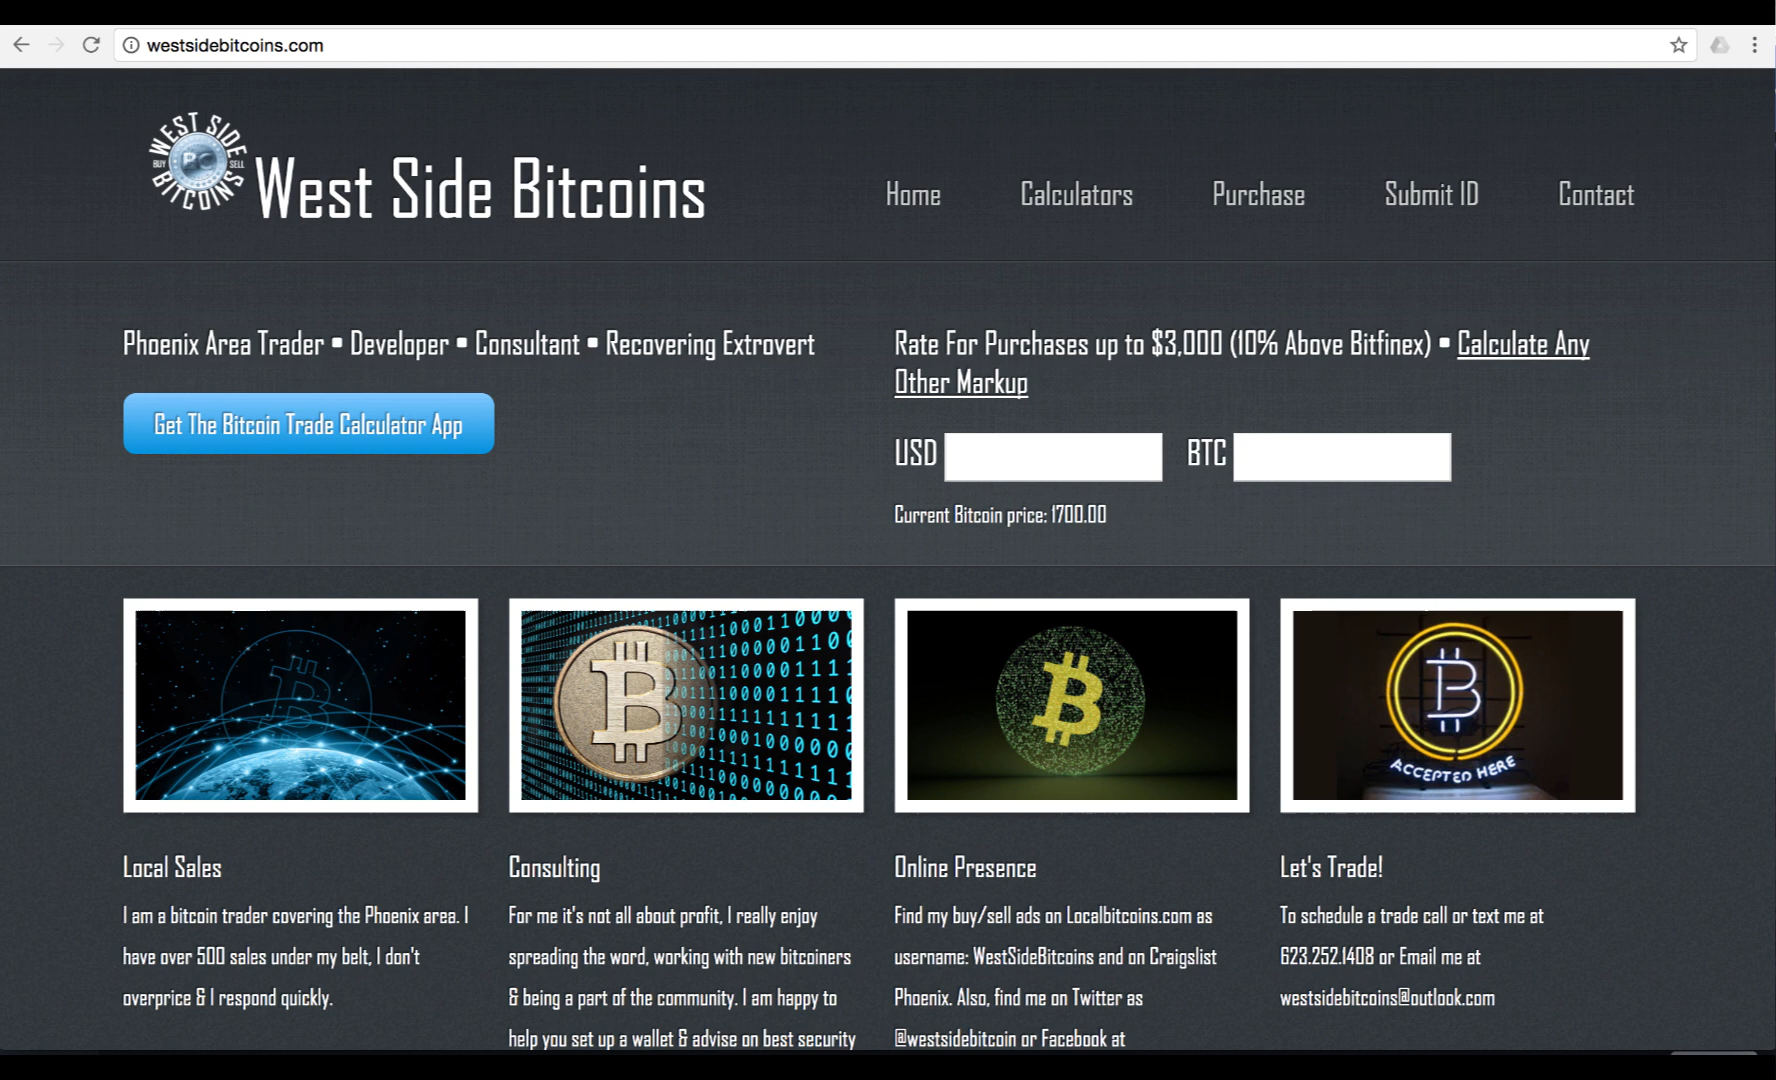 westsidebitcoins.com
WEST SIDE
BUY
SELL
BITCOINS
West Side Bitcoins
Home
Calculators
Purchase
Submit ID
Contact
Phoenix Area Trader ▪ Developer ▪ Consultant ▪ Recovering Extrovert
Get The Bitcoin Trade Calculator App
Rate For Purchases up to $3,000 (10% Above Bitfinex) ▪ Calculate Any
Other Markup
USD
BTC
Current Bitcoin price: 1700.00
ACCEPTED HERE
Local Sales
I am a bitcoin trader covering the Phoenix area. I
have over 500 sales under my belt, I don't
overprice & I respond quickly.
Consulting
For me it's not all about profit, I really enjoy
spreading the word, working with new bitcoiners
& being a part of the community. I am happy to
help you set up a wallet & advise on best security
Online Presence
Find my buy/sell ads on Localbitcoins.com as
username: WestSideBitcoins and on Craigslist
Phoenix. Also, find me on Twitter as
@westsidebitcoin or Facebook at
Let's Trade!
To schedule a trade call or text me at
623.252.1408 or Email me at
westsidebitcoins@outlook.com